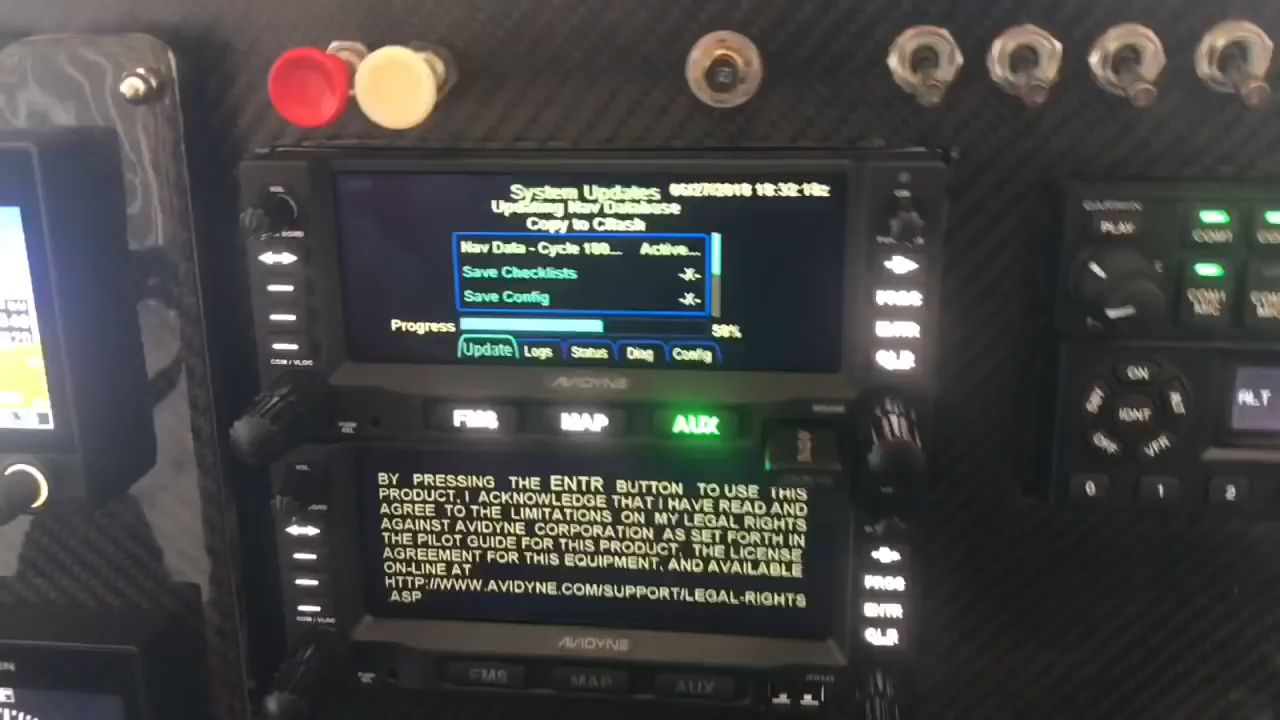 System Updates
Updating Nav Database
Copy to CFlash
Nav Data - Cycle 180... Active...
Save Checklists -X-
Save Config -X-
Progress
Update Logs Status Diag Config
AVIDYNE
FMS MAP AUX
COM / VLOC
PROC
ENTR
CLR
BY PRESSING THE ENTR BUTTON TO USE THIS
PRODUCT, I ACKNOWLEDGE THAT I HAVE READ AND
AGREE TO THE LIMITATIONS ON MY LEGAL RIGHTS
AGAINST AVIDYNE CORPORATION AS SET FORTH IN
THE PILOT GUIDE FOR THIS PRODUCT, THE LICENSE
AGREEMENT FOR THIS EQUIPMENT, AND AVAILABLE
ON-LINE AT
HTTP://WWW.AVIDYNE.COM/SUPPORT/LEGAL-RIGHTS
.ASP
COM / VLOC
PROC
ENTR
CLR
AVIDYNE
FMS MAP AUX
GARMIN
PLAY
COM1
COM1
MIC
ON
ALT
IDNT
VFR
ALT
0 1 2